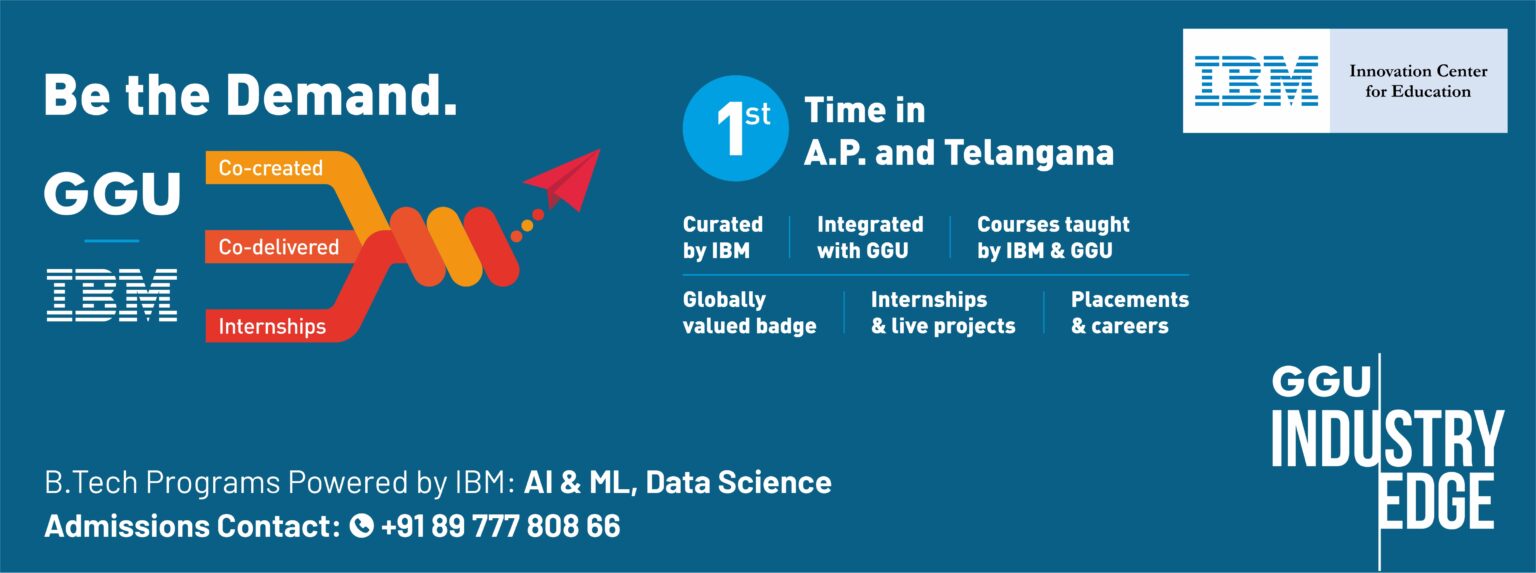 Be the Demand.
GGU
IBM
Co-created
Co-delivered
Internships
1st
Time in
A.P. and Telangana
Curated
by IBM
Integrated
with GGU
Courses taught
by IBM & GGU
Globally
valued badge
Internships
& live projects
Placements
& careers
IBM
Innovation Center
for Education
GGU
INDUSTRY
EDGE
B.Tech Programs Powered by IBM: AI & ML, Data Science
Admissions Contact: +91 89 777 808 66